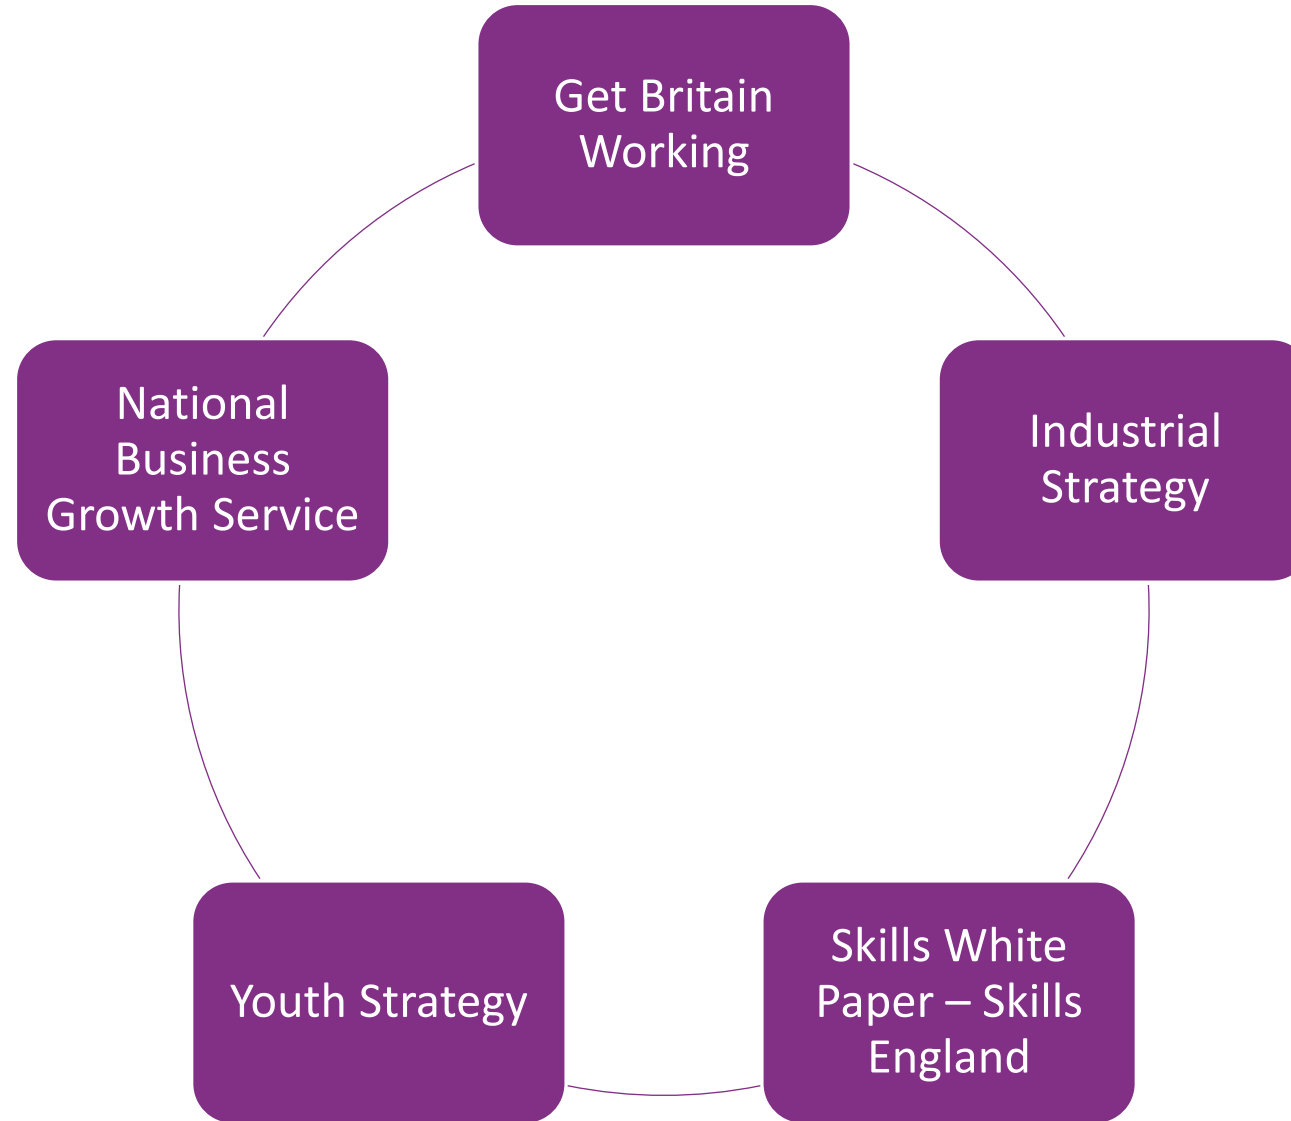 Get Britain
Working
National
Business
Growth Service
Industrial
Strategy
Youth Strategy
Skills White
Paper – Skills
England